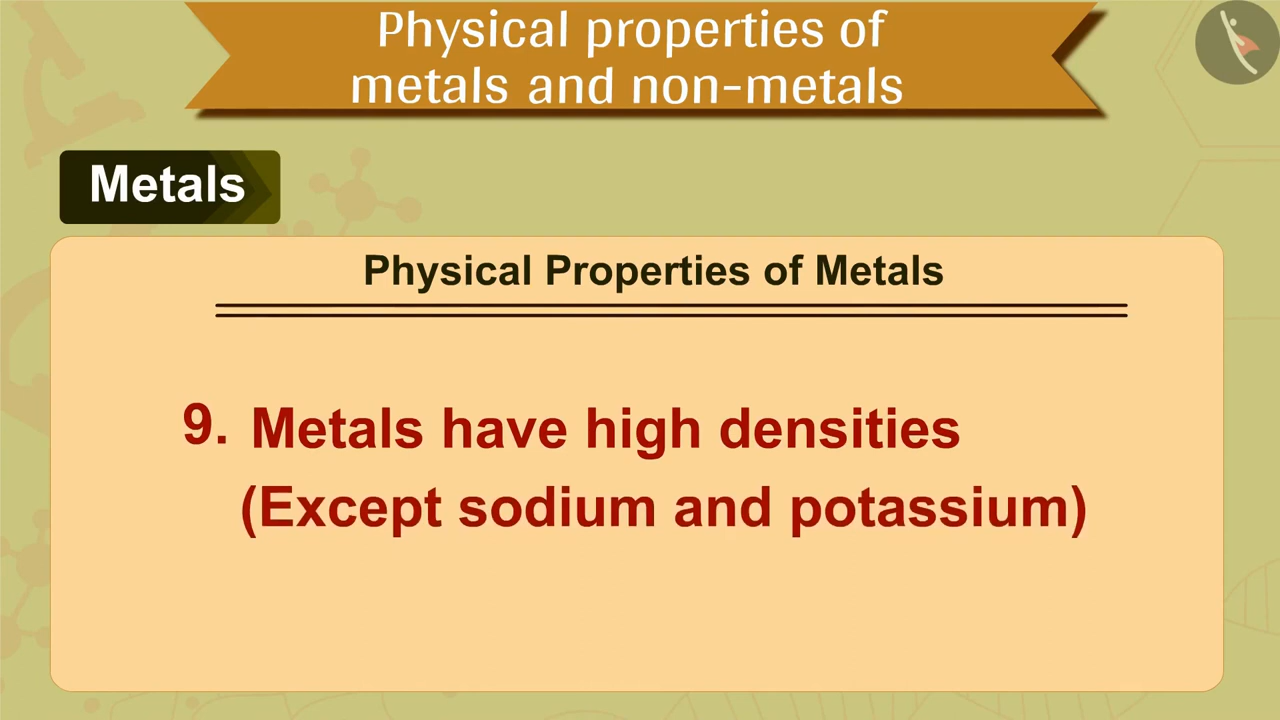 Physical properties of
metals and non-metals
Metals
Physical Properties of Metals
9. Metals have high densities
(Except sodium and potassium)